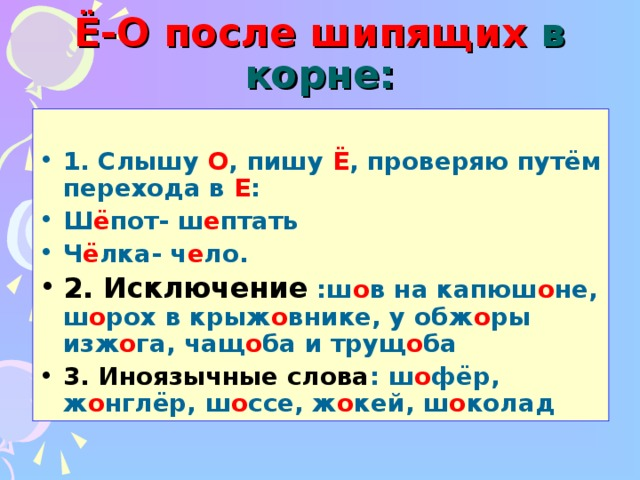 Ё-О после шипящих в
корне:
• 1. Слышу О, пишу Ё, проверяю путём
перехода в Е:
• Шёпот- шептать
• Чёлка- чело.
• 2. Исключение :шов на капюшоне,
шорох в крыжовнике, у обжоры
изжога, чащоба и трущоба
• 3. Иноязычные слова: шофёр,
жонглёр, шоссе, жокей, шоколад